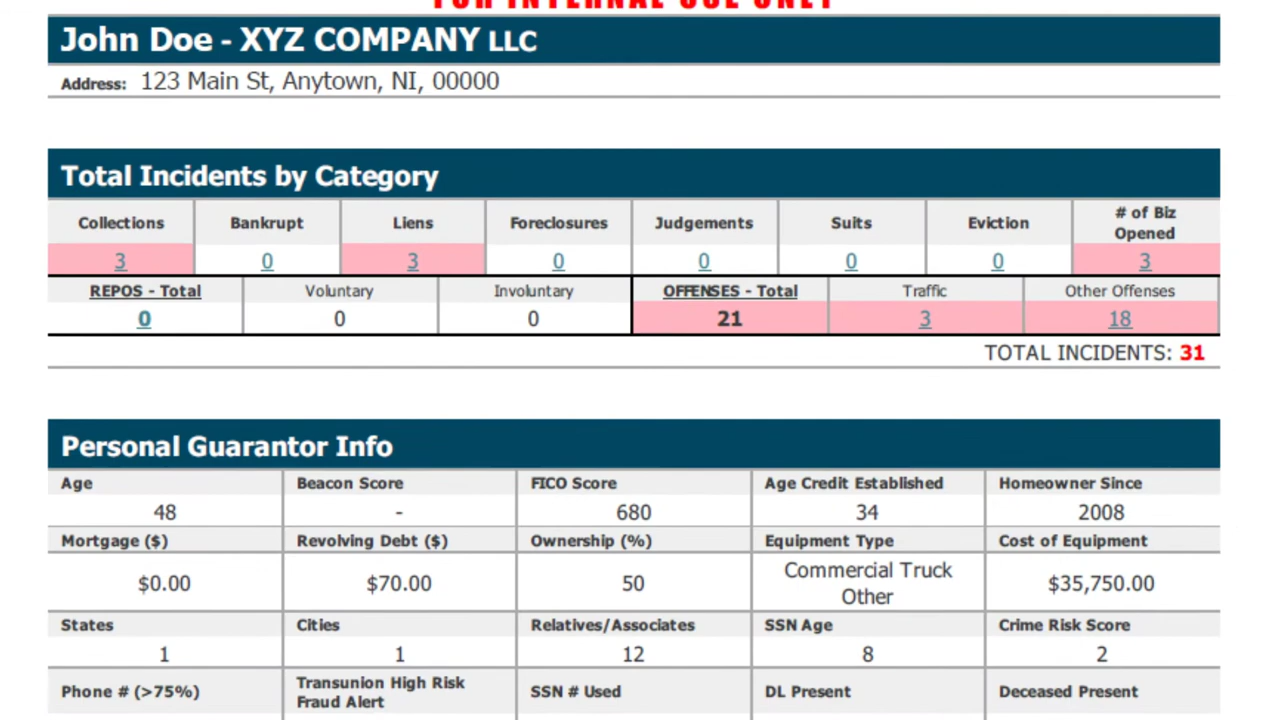 FOR INTERNAL USE ONLY
John Doe - XYZ COMPANY LLC
Address: 123 Main St, Anytown, NI, 00000
Total Incidents by Category
Collections Bankrupt Liens Foreclosures Judgements Suits Eviction # of Biz Opened
3 0 3 0 0 0 0 3
REPOS - Total Voluntary Involuntary OFFENSES - Total Traffic Other Offenses
0 0 0 21 3 18
TOTAL INCIDENTS: 31
Personal Guarantor Info
Age Beacon Score FICO Score Age Credit Established Homeowner Since
48 - 680 34 2008
Mortgage ($) Revolving Debt ($) Ownership (%) Equipment Type Cost of Equipment
$0.00 $70.00 50 Commercial Truck Other $35,750.00
States Cities Relatives/Associates SSN Age Crime Risk Score
1 1 12 8 2
Phone # (>75%) Transunion High Risk Fraud Alert SSN # Used DL Present Deceased Present